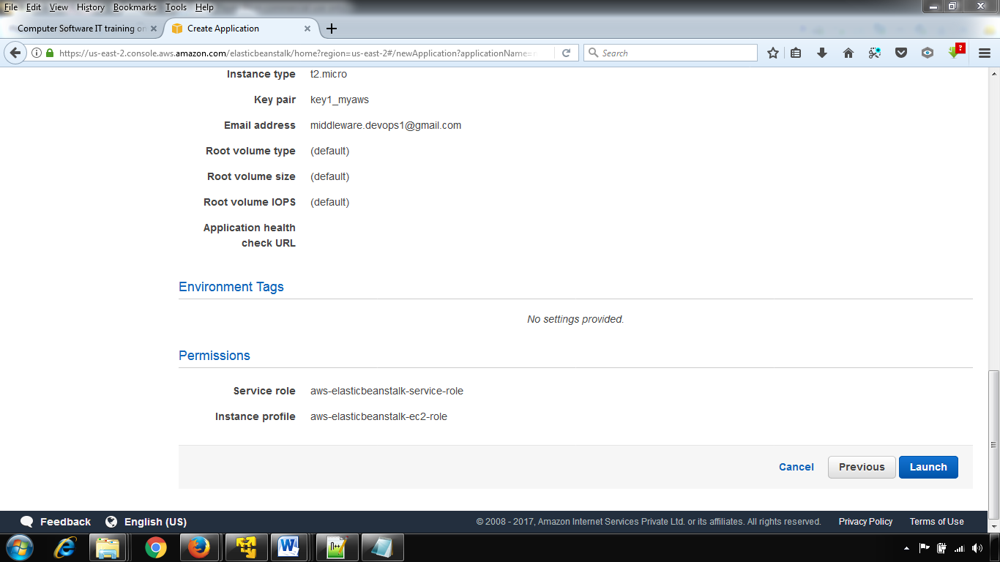 File Edit View History Bookmarks Tools Help
Computer Software IT training on
Create Application
https://us-east-2.console.aws.amazon.com/elasticbeanstalk/home?region=us-east-2#/newApplication?applicationName=
Search
Instance type t2.micro
Key pair key1_myaws
Email address middleware.devops1@gmail.com
Root volume type (default)
Root volume size (default)
Root volume IOPS (default)
Application health
check URL
Environment Tags
No settings provided.
Permissions
Service role aws-elasticbeanstalk-service-role
Instance profile aws-elasticbeanstalk-ec2-role
Cancel Previous Launch
Feedback English (US) © 2008 - 2017, Amazon Internet Services Private Ltd. or its affiliates. All rights reserved. Privacy Policy Terms of Use